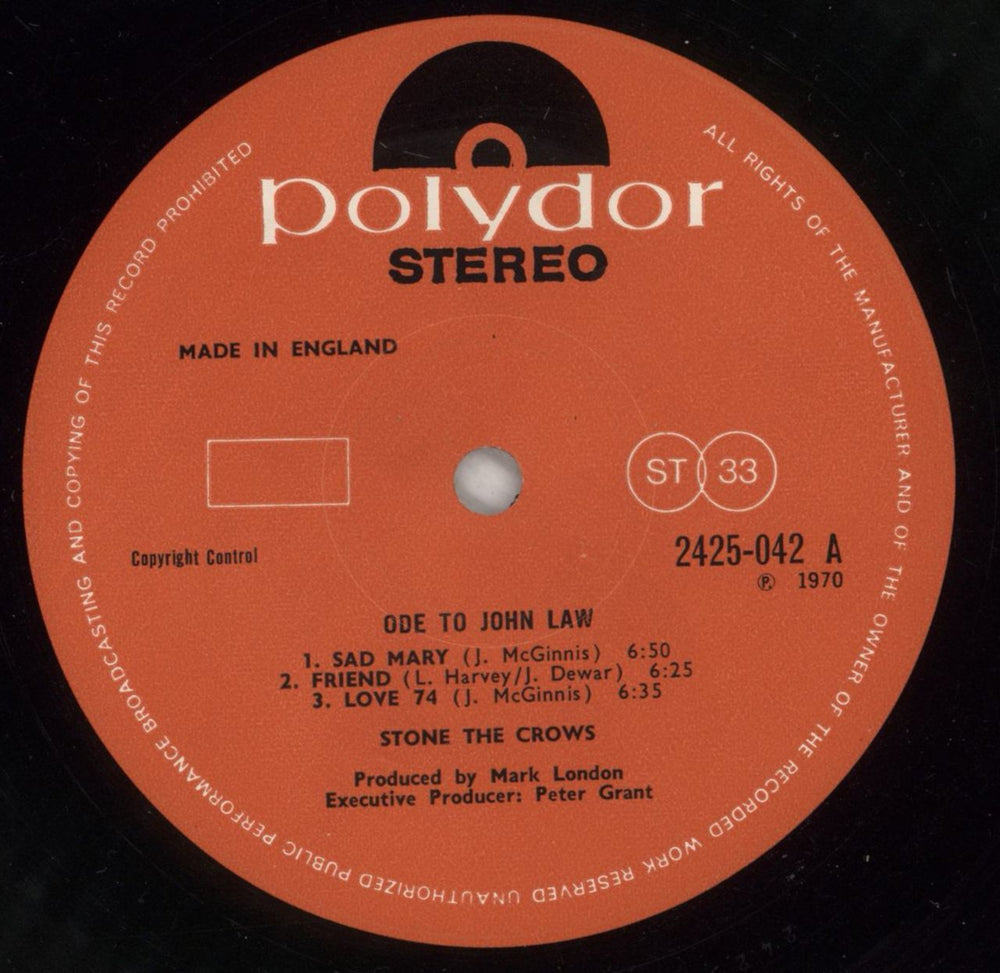 polydor
STEREO
ALL RIGHTS OF THE MANUFACTURER AND OF THE OWNER OF THE RECORDED WORK RESERVED UNAUTHORIZED PUBLIC PERFORMANCE BROADCASTING AND COPYING OF THIS RECORD PROHIBITED
MADE IN ENGLAND
ST 33
Copyright Control
2425-042 A
℗ 1970
ODE TO JOHN LAW
1. SAD MARY (J. McGinnis) 6:50
2. FRIEND (L. Harvey/J. Dewar) 6:25
3. LOVE 74 (J. McGinnis) 6:35
STONE THE CROWS
Produced by Mark London
Executive Producer: Peter Grant